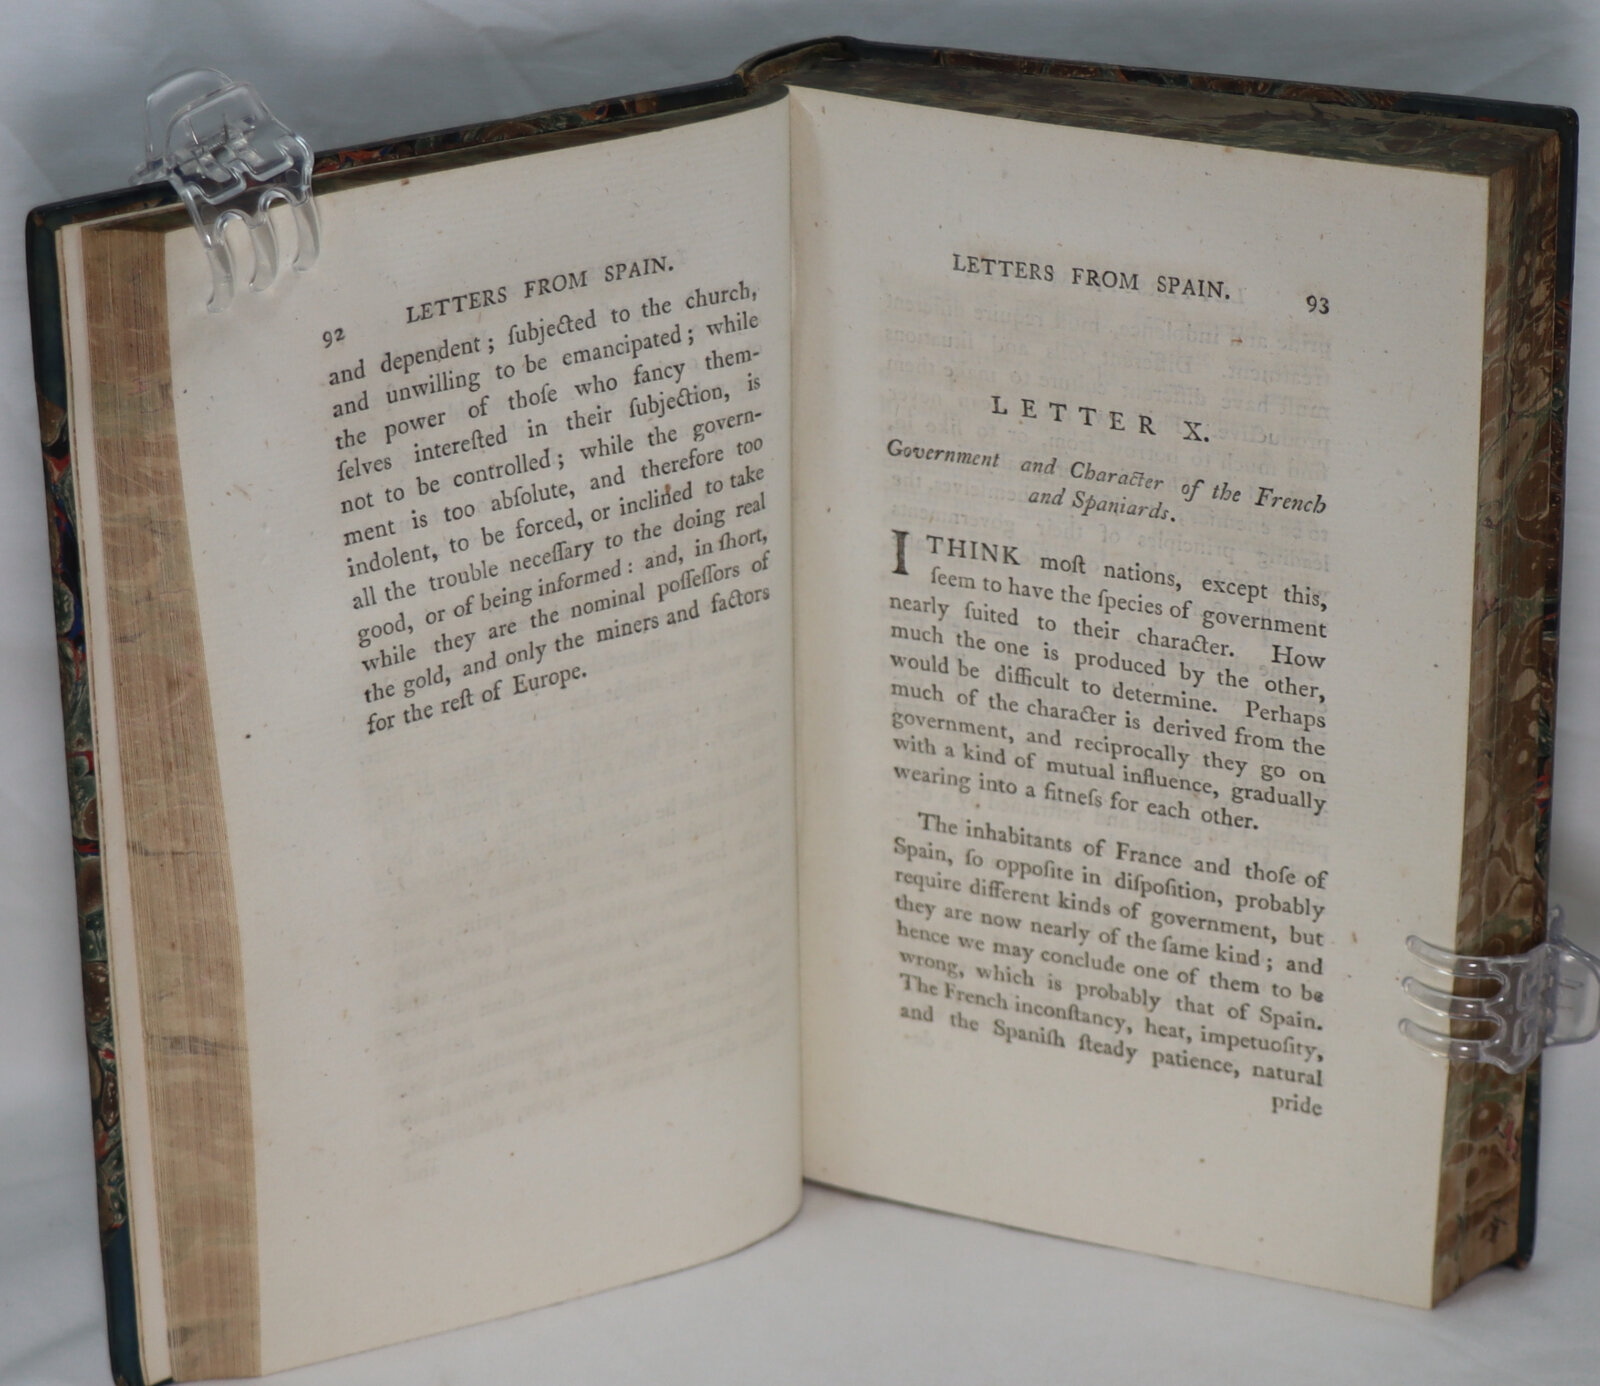 92 LETTERS FROM SPAIN.
and dependent; ſubjected to the church,
and unwilling to be emancipated; while
the power of thoſe who fancy them-
ſelves intereſted in their ſubjection, is
not to be controlled; while the govern-
ment is too abſolute, and therefore too
indolent, to be forced, or inclined to take
all the trouble neceſſary to the doing real
good, or of being informed: and, in ſhort,
while they are the nominal poſſeſſors of
the gold, and only the miners and factors
for the reſt of Europe.
LETTERS FROM SPAIN. 93
LETTER X.
Government and Character of the French
and Spaniards.
I THINK moſt nations, except this,
ſeem to have the ſpecies of government
nearly ſuited to their character. How
much the one is produced by the other,
would be difficult to determine. Perhaps
much of the character is derived from the
government, and reciprocally they go on
with a kind of mutual influence, gradually
wearing into a fitneſs for each other.
The inhabitants of France and thoſe of
Spain, ſo oppoſite in diſpoſition, probably
require different kinds of government, but
they are now nearly of the ſame kind; and
hence we may conclude one of them to be
wrong, which is probably that of Spain.
The French inconſtancy, heat, impetuoſity,
and the Spaniſh ſteady patience, natural
pride